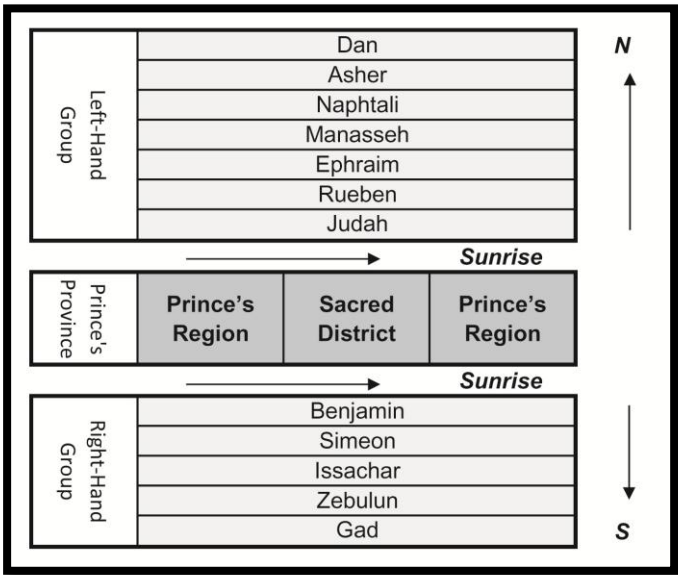 Left-Hand
Group
Dan
Asher
Naphtali
Manasseh
Ephraim
Rueben
Judah
N
Sunrise
Prince's
Province
Prince's
Region
Sacred
District
Prince's
Region
Sunrise
Right-Hand
Group
Benjamin
Simeon
Issachar
Zebulun
Gad
S